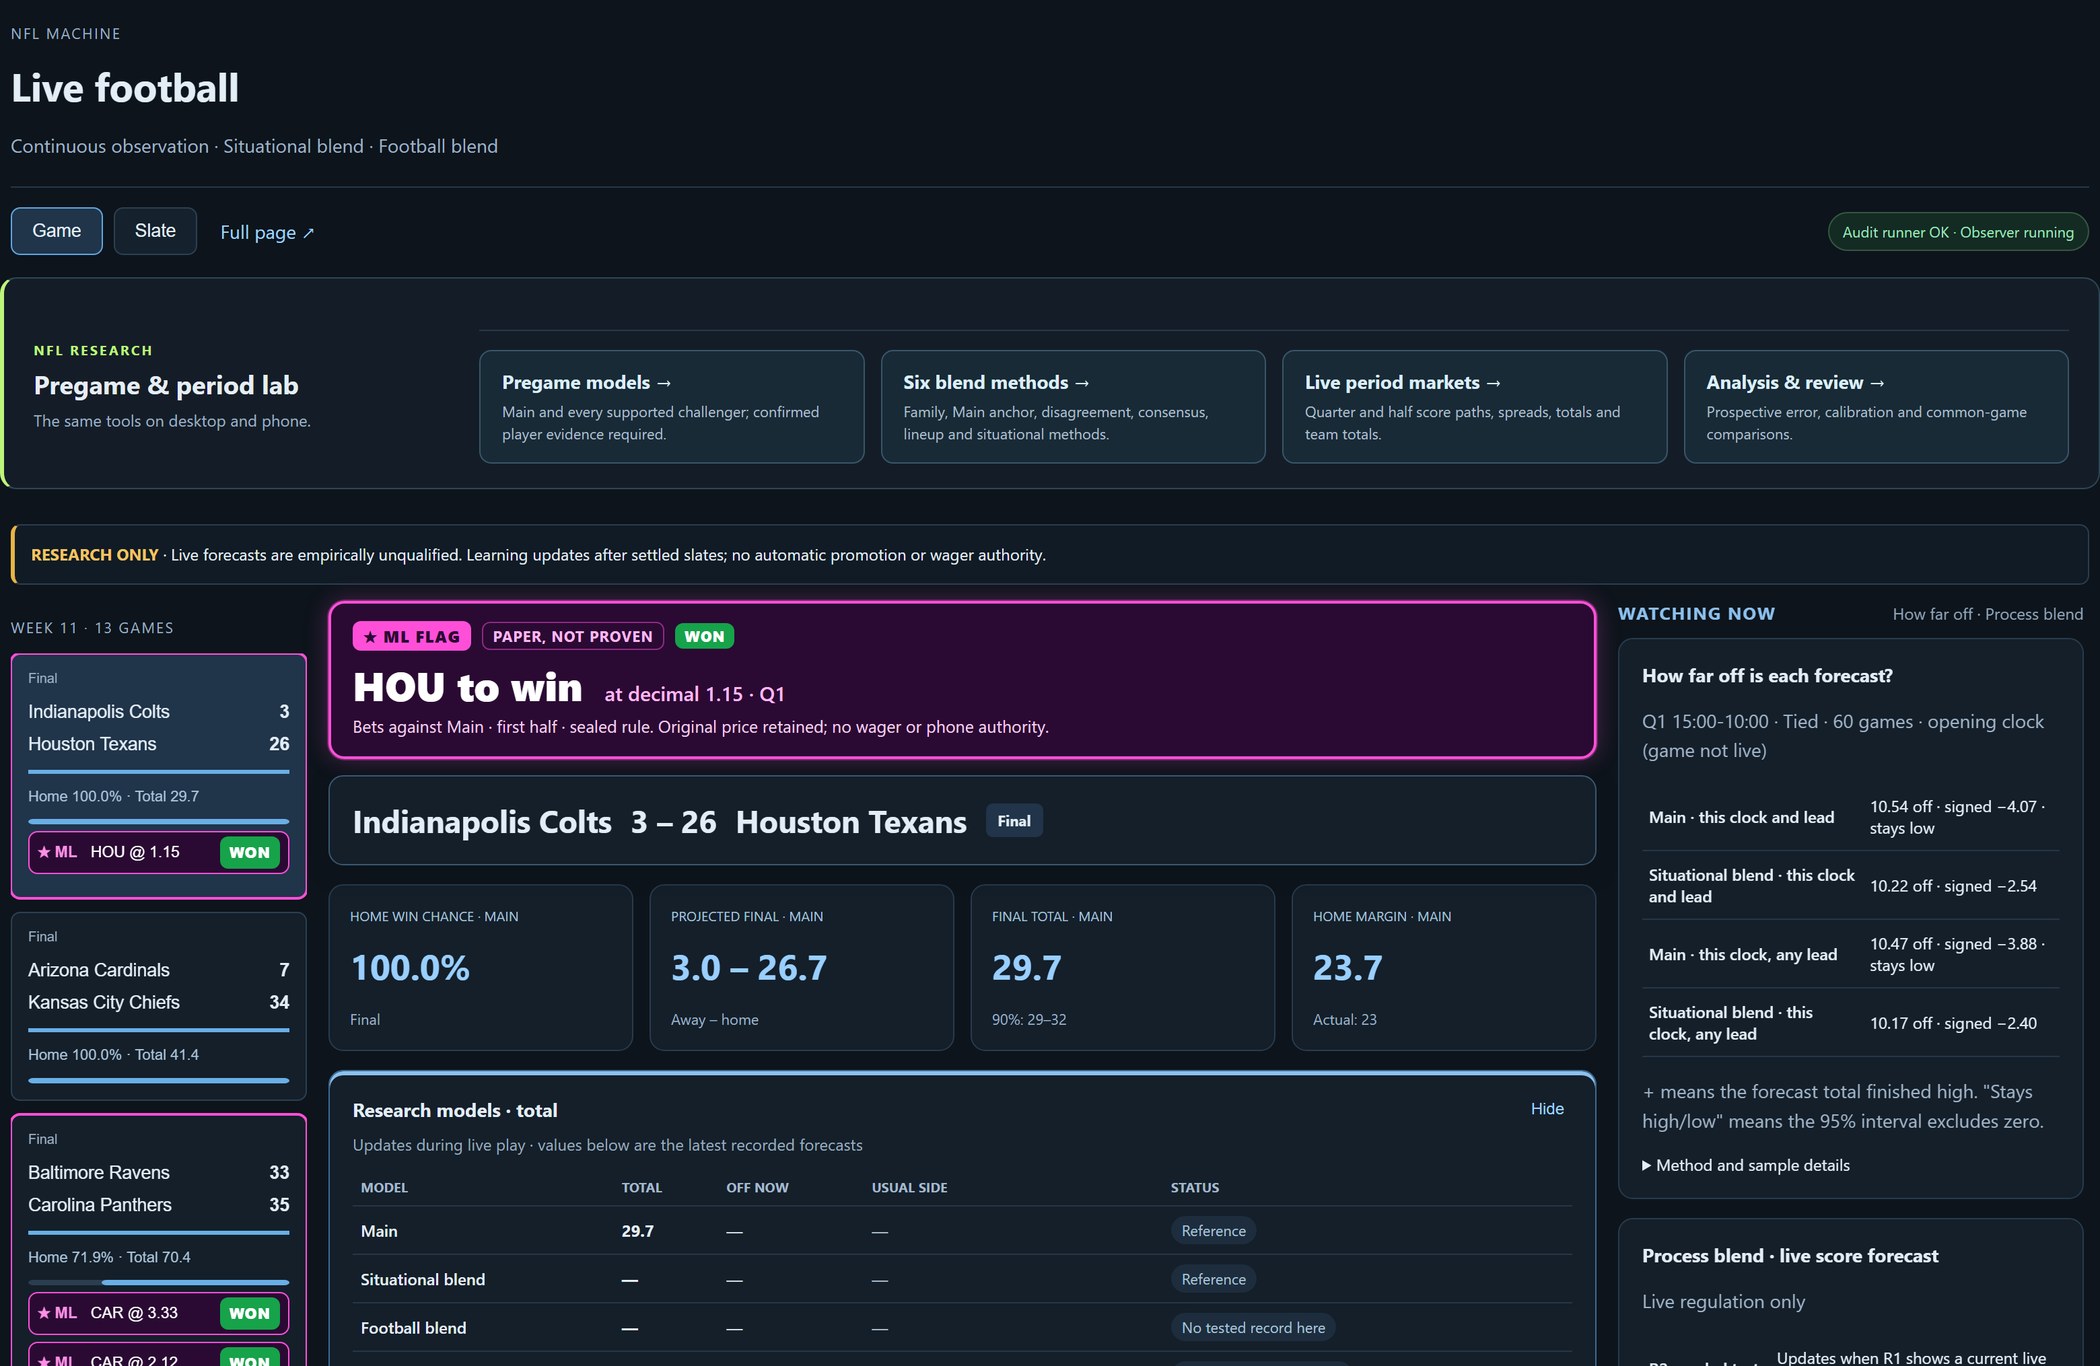 NFL MACHINE
Live football
Continuous observation · Situational blend · Football blend
Game
Slate
Full page ↗
Audit runner OK · Observer running
NFL RESEARCH
Pregame & period lab
The same tools on desktop and phone.
Pregame models →
Main and every supported challenger; confirmed
player evidence required.
Six blend methods →
Family, Main anchor, disagreement, consensus,
lineup and situational methods.
Live period markets →
Quarter and half score paths, spreads, totals and
team totals.
Analysis & review →
Prospective error, calibration and common-game
comparisons.
RESEARCH ONLY · Live forecasts are empirically unqualified. Learning updates after settled slates; no automatic promotion or wager authority.
WEEK 11 · 13 GAMES
Final
Indianapolis Colts 3
Houston Texans 26
Home 100.0% · Total 29.7
★ ML HOU @ 1.15 WON
Final
Arizona Cardinals 7
Kansas City Chiefs 34
Home 100.0% · Total 41.4
Final
Baltimore Ravens 33
Carolina Panthers 35
Home 71.9% · Total 70.4
★ ML CAR @ 3.33 WON
★ ML CAR @ 2.12 WON
★ ML FLAG PAPER, NOT PROVEN WON
HOU to win at decimal 1.15 · Q1
Bets against Main · first half · sealed rule. Original price retained; no wager or phone authority.
Indianapolis Colts 3 – 26 Houston Texans Final
HOME WIN CHANCE · MAIN
100.0%
Final
PROJECTED FINAL · MAIN
3.0 – 26.7
Away – home
FINAL TOTAL · MAIN
29.7
90%: 29–32
HOME MARGIN · MAIN
23.7
Actual: 23
Research models · total
Hide
Updates during live play · values below are the latest recorded forecasts
MODEL TOTAL OFF NOW USUAL SIDE STATUS
Main 29.7 — — Reference
Situational blend — — — Reference
Football blend — — — No tested record here
WATCHING NOW
How far off · Process blend
How far off is each forecast?
Q1 15:00-10:00 · Tied · 60 games · opening clock
(game not live)
Main · this clock and lead
10.54 off · signed −4.07 ·
stays low
Situational blend · this clock
and lead
10.22 off · signed −2.54
Main · this clock, any lead
10.47 off · signed −3.88 ·
stays low
Situational blend · this
clock, any lead
10.17 off · signed −2.40
+ means the forecast total finished high. "Stays
high/low" means the 95% interval excludes zero.
▶ Method and sample details
Process blend · live score forecast
Live regulation only
Updates when R1 shows a current live